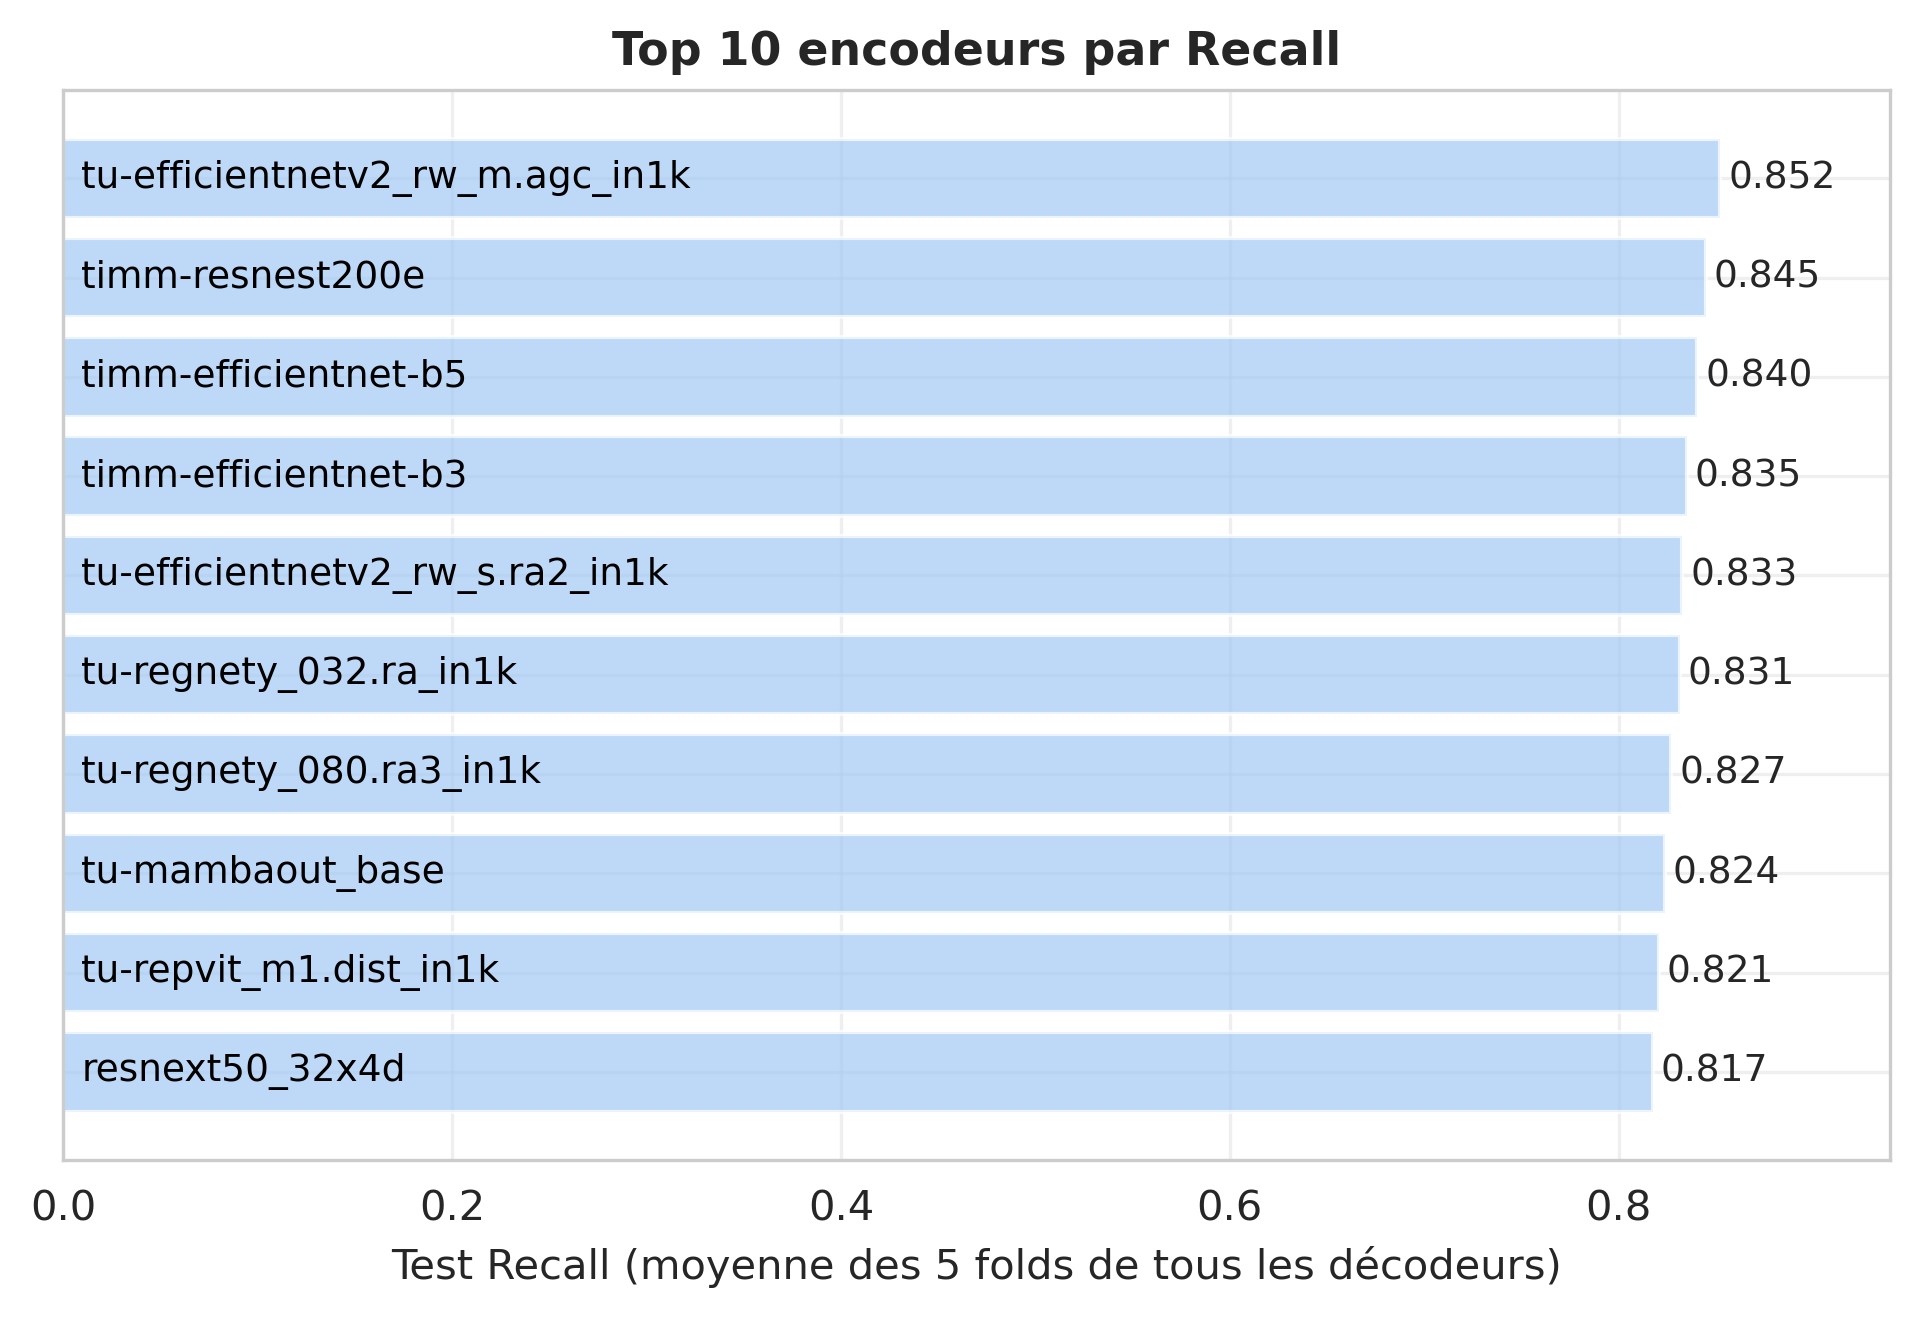 Top 10 encodeurs par Recall
tu-efficientnetv2_rw_m.agc_in1k 0.852
timm-resnest200e 0.845
timm-efficientnet-b5 0.840
timm-efficientnet-b3 0.835
tu-efficientnetv2_rw_s.ra2_in1k 0.833
tu-regnety_032.ra_in1k 0.831
tu-regnety_080.ra3_in1k 0.827
tu-mambaout_base 0.824
tu-repvit_m1.dist_in1k 0.821
resnext50_32x4d 0.817
0.0 0.2 0.4 0.6 0.8
Test Recall (moyenne des 5 folds de tous les décodeurs)